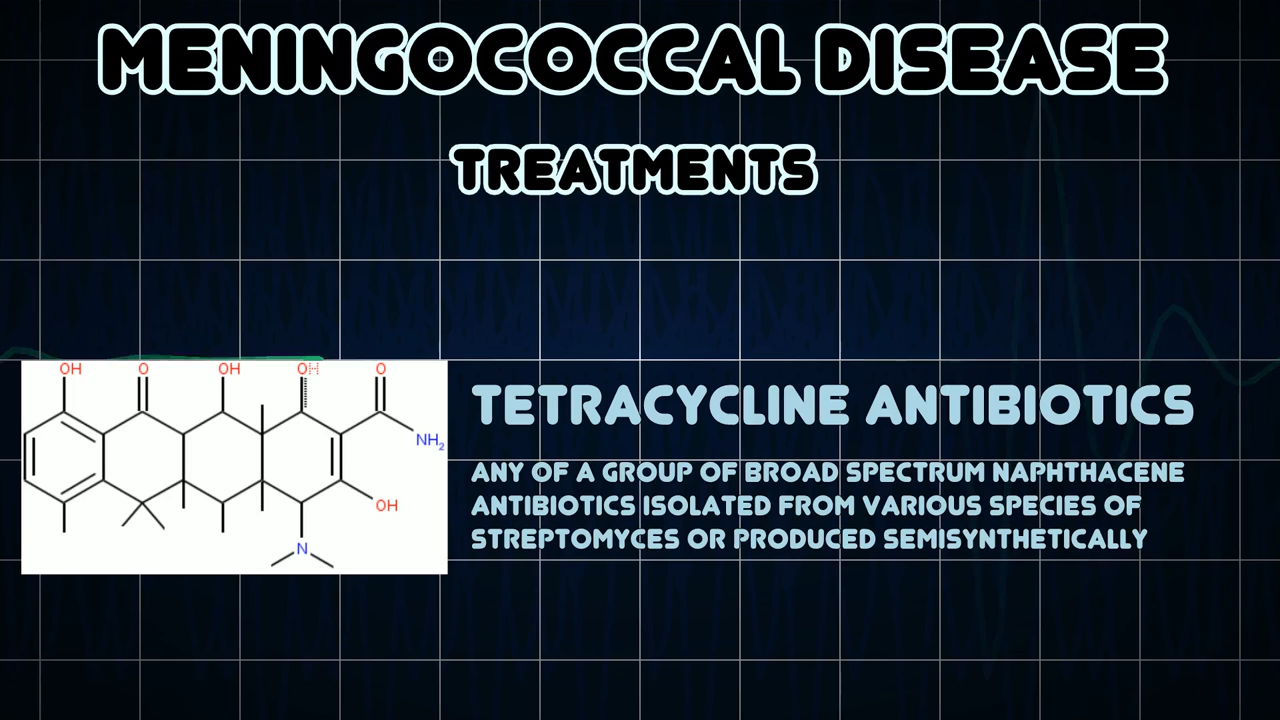 MENINGOCOCCAL DISEASE
TREATMENTS
OH O OH OH O
NH2
OH
N
TETRACYCLINE ANTIBIOTICS
ANY OF A GROUP OF BROAD SPECTRUM NAPHTHACENE
ANTIBIOTICS ISOLATED FROM VARIOUS SPECIES OF
STREPTOMYCES OR PRODUCED SEMISYNTHETICALLY